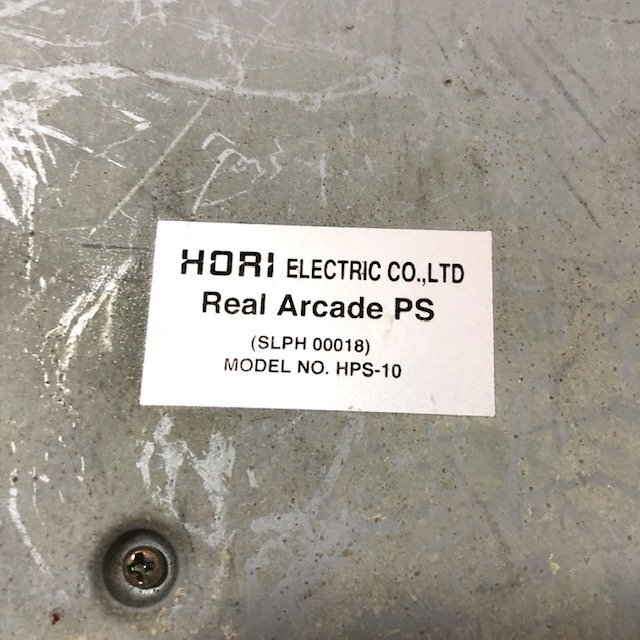 HORI ELECTRIC CO.,LTD
Real Arcade PS
(SLPH 00018)
MODEL NO. HPS-10